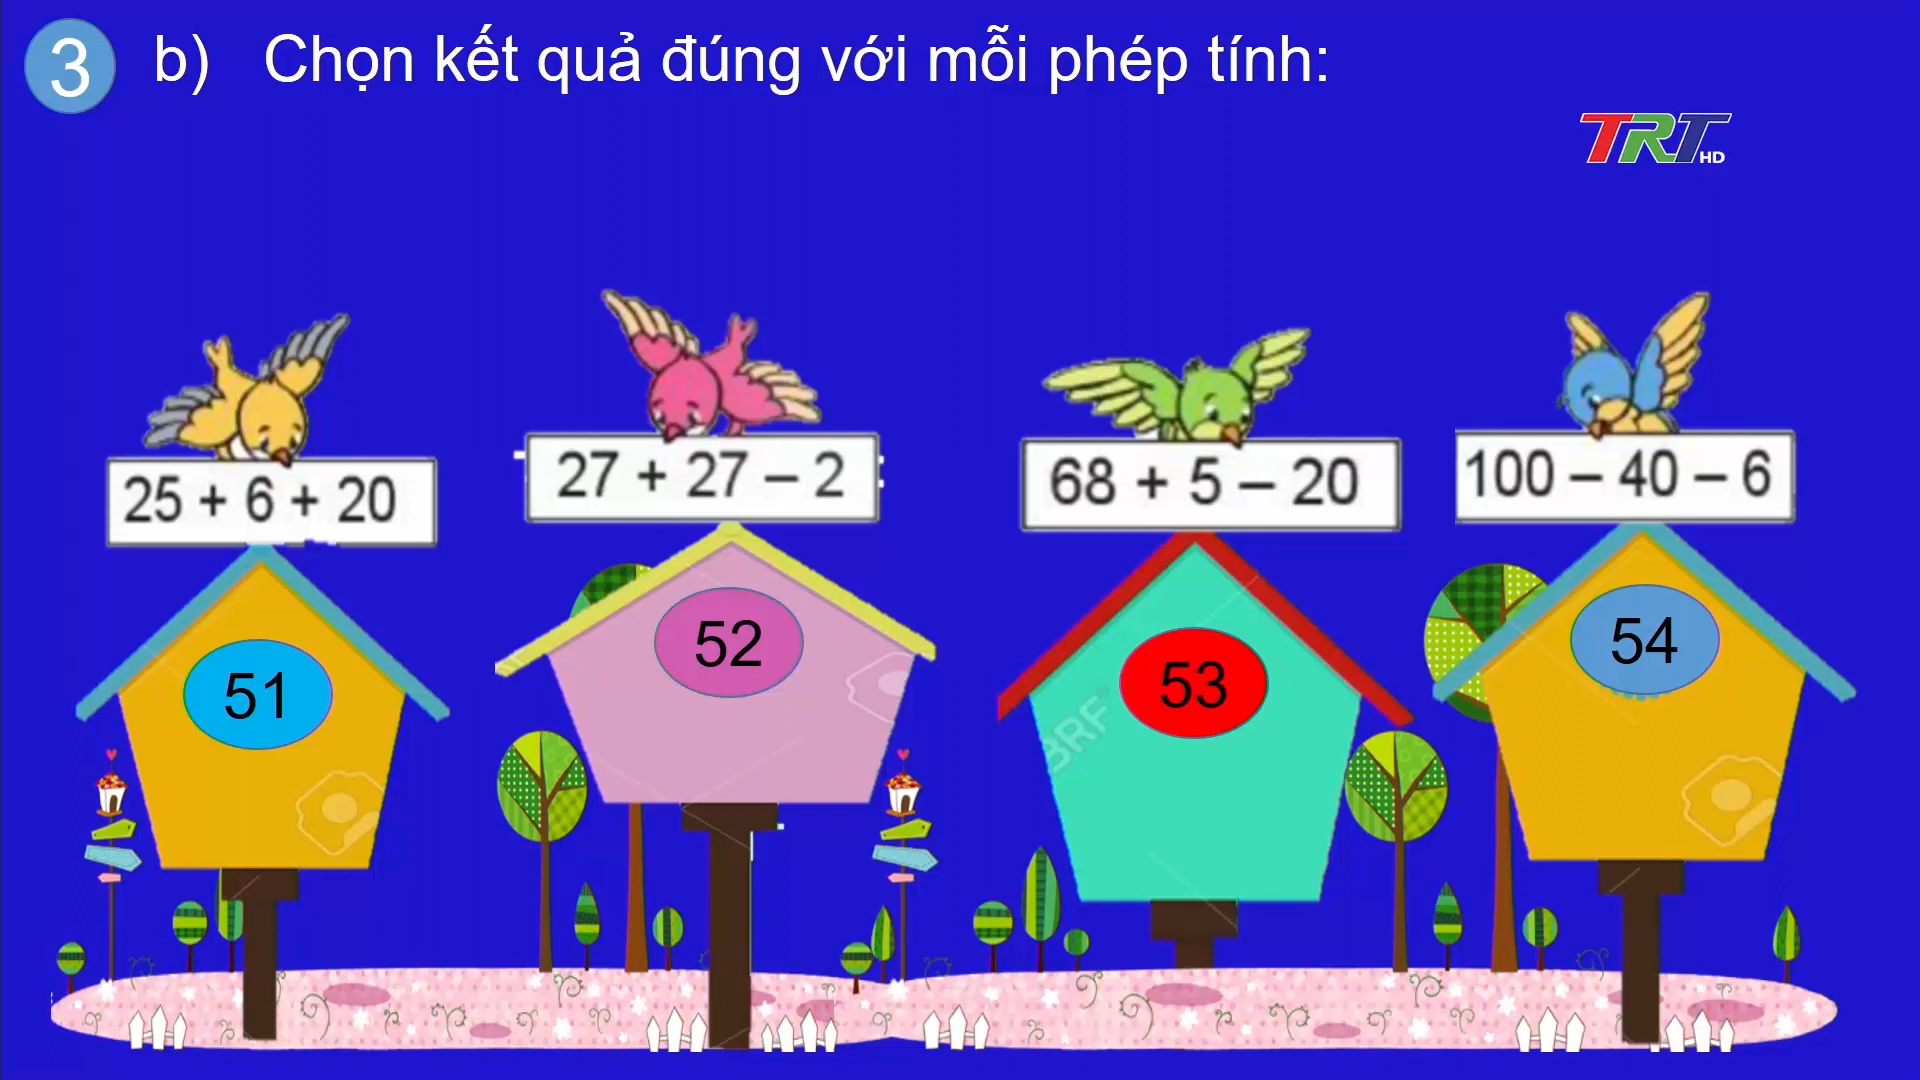 3 b) Chọn kết quả đúng với mỗi phép tính:
TRT HD
25 + 6 + 20
27 + 27 – 2
68 + 5 – 20
100 – 40 – 6
51
52
53
54
BRF